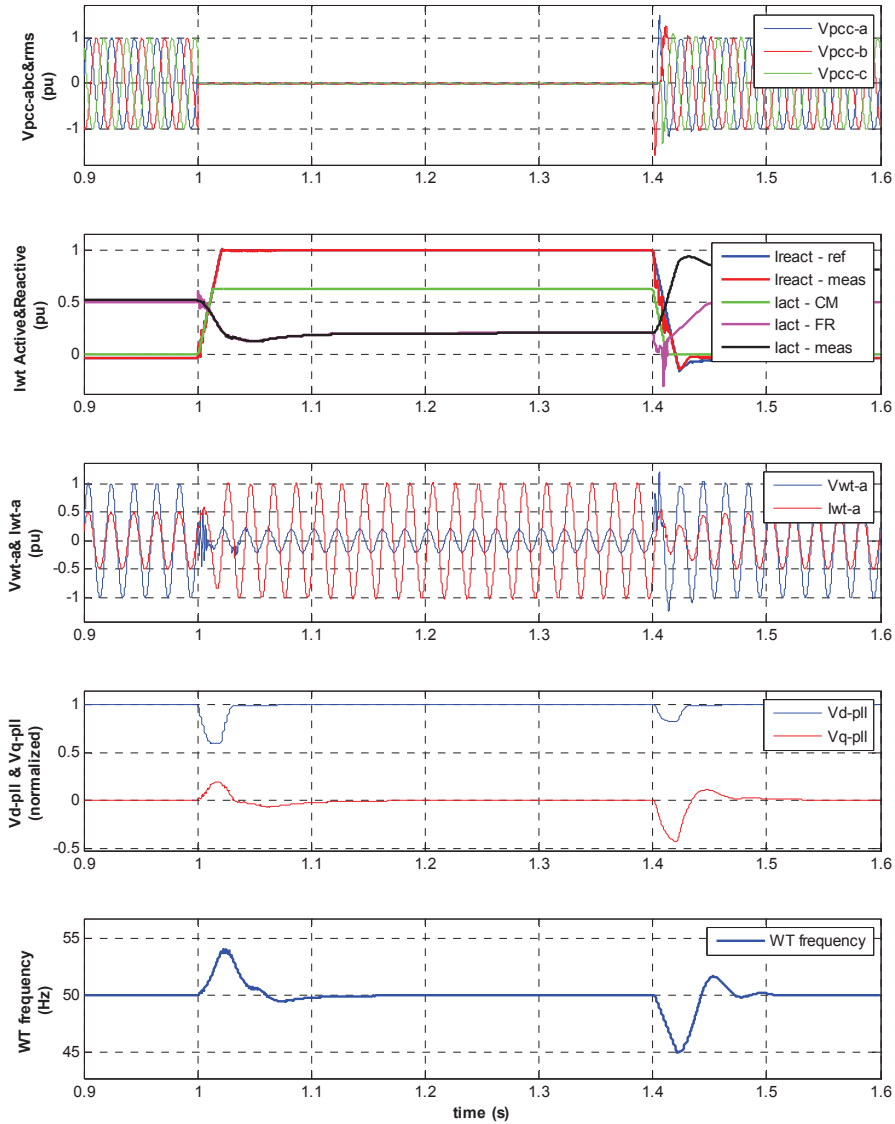 Vpcc-abc&rms
(pu)
1
0
-1
Vpcc-a
Vpcc-b
Vpcc-c
0.9 1 1.1 1.2 1.3 1.4 1.5 1.6
Iwt Active&Reactive
(pu)
1
0.5
0
Ireact - ref
Ireact - meas
Iact - CM
Iact - FR
Iact - meas
0.9 1 1.1 1.2 1.3 1.4 1.5 1.6
Vwt-a& Iwt-a
(pu)
1
0.5
0
-0.5
-1
Vwt-a
Iwt-a
0.9 1 1.1 1.2 1.3 1.4 1.5 1.6
Vd-pll & Vq-pll
(normalized)
1
0.5
0
-0.5
Vd-pll
Vq-pll
0.9 1 1.1 1.2 1.3 1.4 1.5 1.6
WT frequency
(Hz)
55
50
45
WT frequency
0.9 1 1.1 1.2 1.3 1.4 1.5 1.6
time (s)